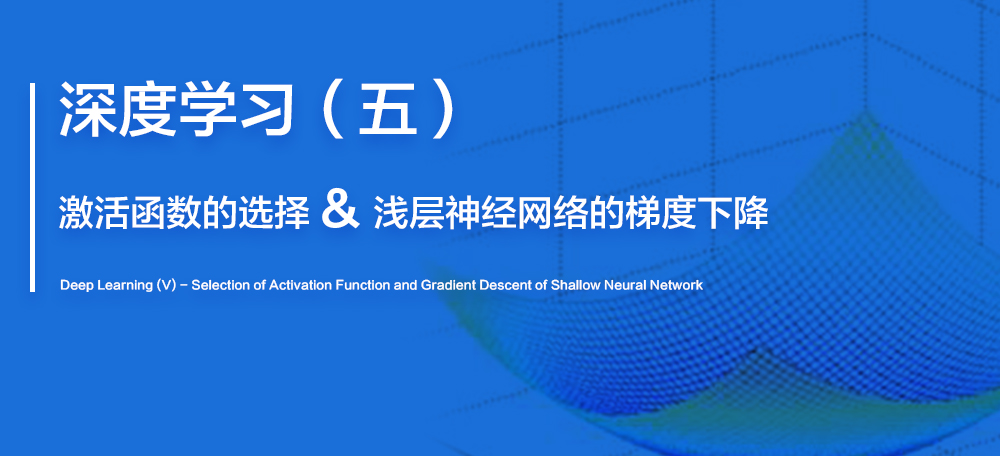 深度学习（五）
激活函数的选择 & 浅层神经网络的梯度下降
Deep Learning (V) – Selection of Activation Function and Gradient Descent of Shallow Neural Network